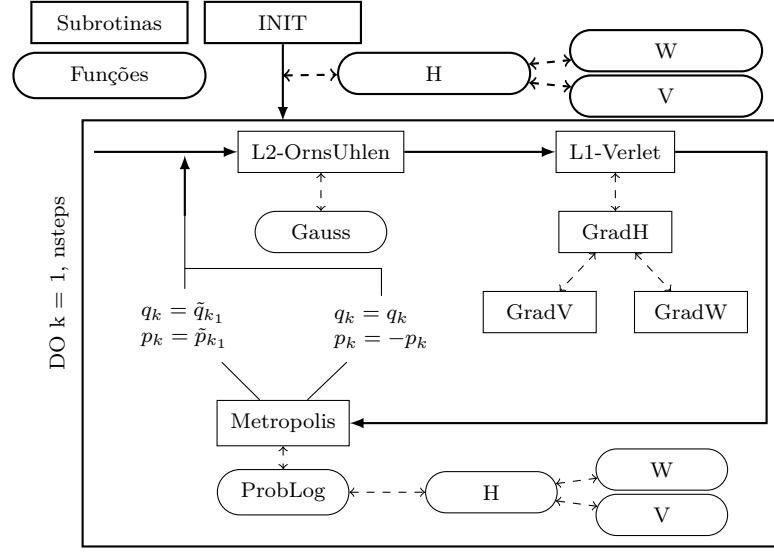 Subrotinas
INIT
Funções
H
W
V
DO k = 1, nsteps
L2-OrnsUhlen
L1-Verlet
Gauss
GradH
GradV
GradW
$q_k = \tilde{q}_{k_1}$
$p_k = \tilde{p}_{k_1}$
$q_k = q_k$
$p_k = -p_k$
Metropolis
ProbLog
H
W
V